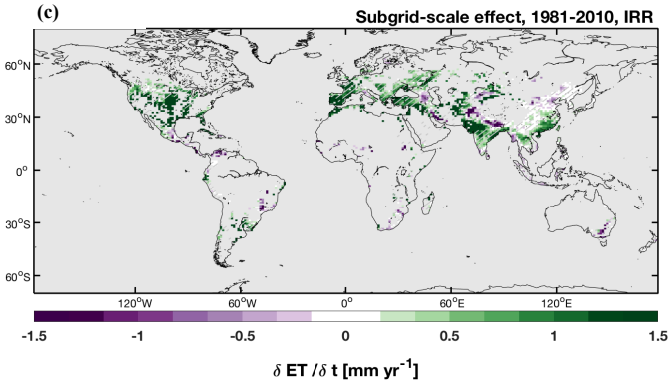 (c)
Subgrid-scale effect, 1981-2010, IRR
60°N
30°N
0°
30°S
60°S
120°W 60°W 0° 60°E 120°E
-1.5 -1 -0.5 0 0.5 1 1.5
δ ET /δ t [mm yr⁻¹]